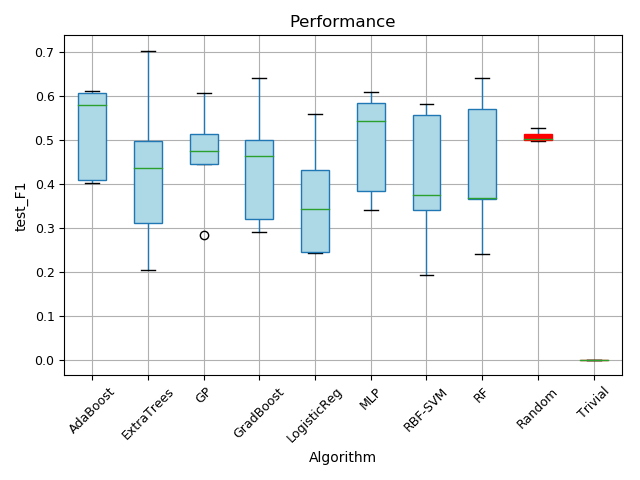 Performance
test_F1
0.7
0.6
0.5
0.4
0.3
0.2
0.1
0.0
AdaBoost
ExtraTrees
GP
GradBoost
LogisticReg
MLP
RBF-SVM
RF
Random
Trivial
Algorithm